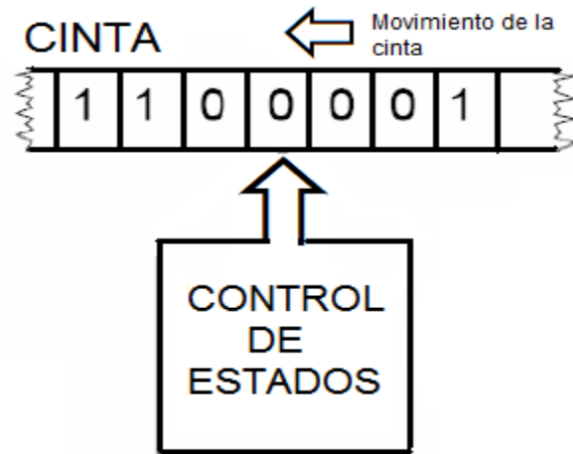 CINTA
Movimiento de la
cinta
1 1 0 0 0 0 1
CONTROL
DE
ESTADOS